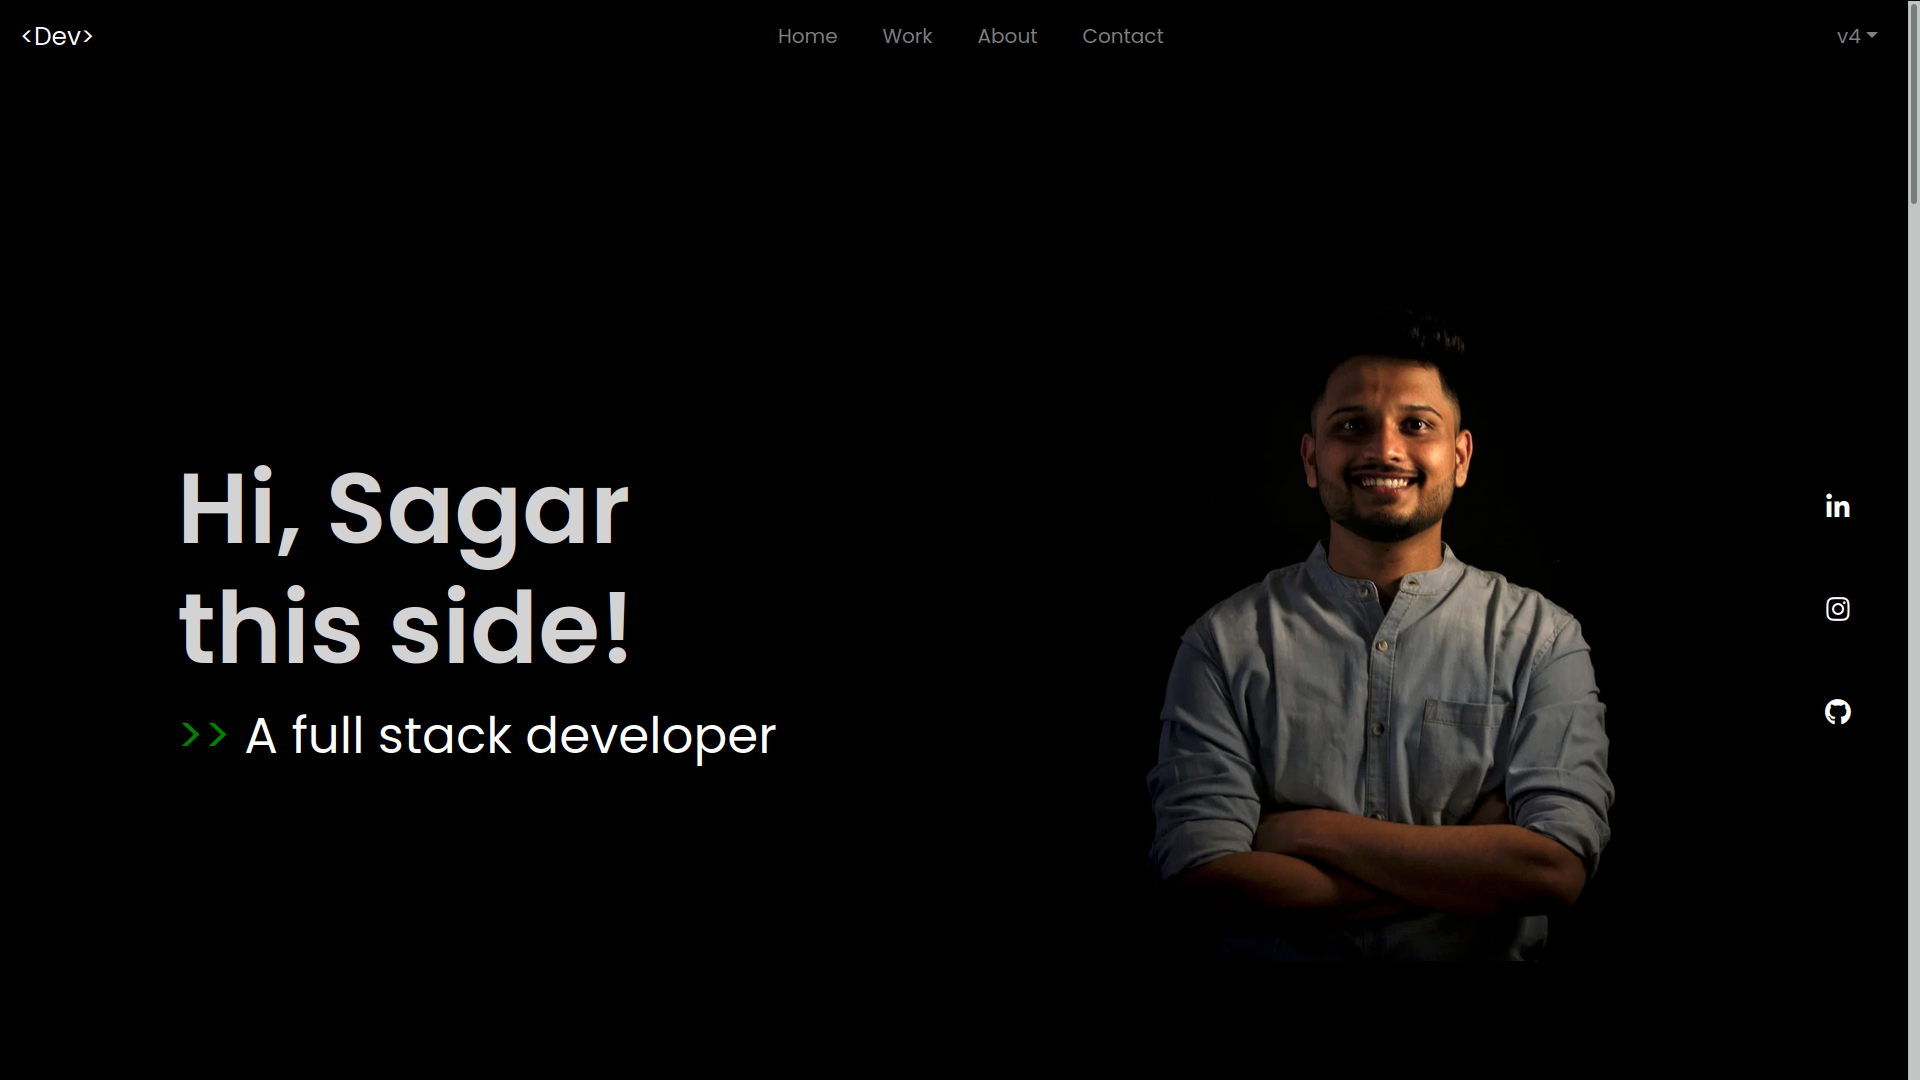 <Dev>
Home Work About Contact
v4
Hi, Sagar
this side!
>> A full stack developer
in